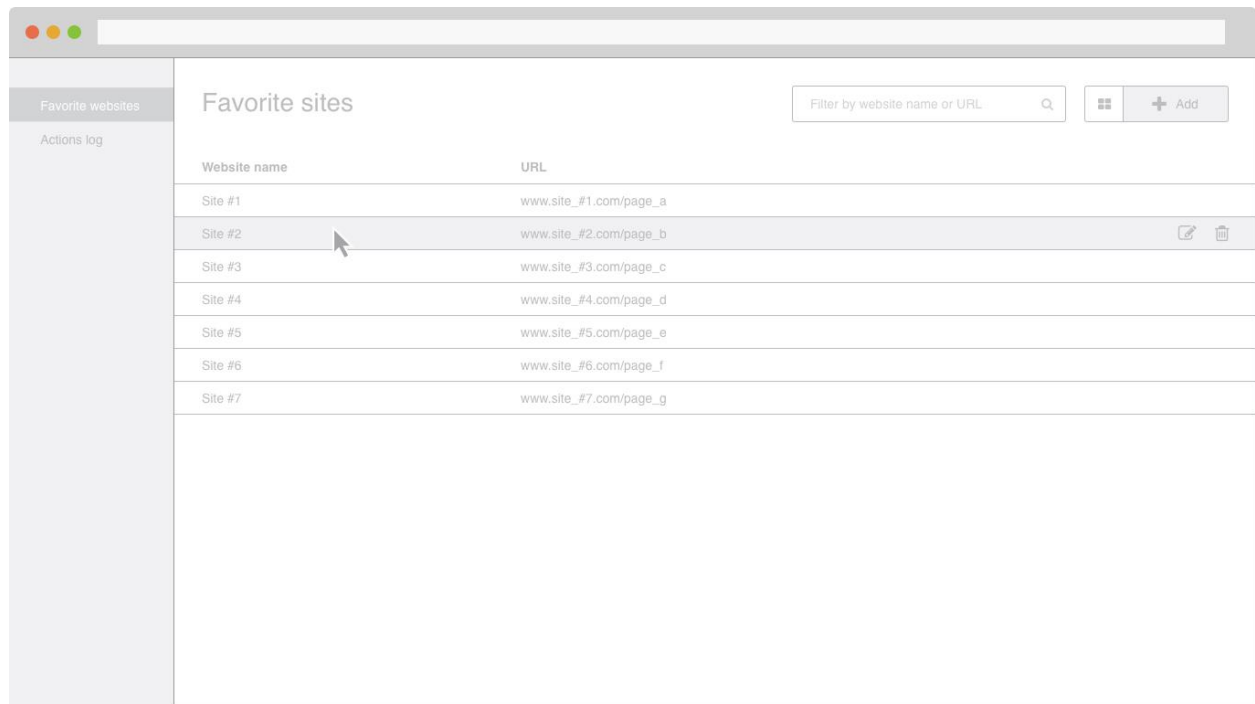 Favorite websites
Actions log
Favorite sites
Filter by website name or URL
Add
Website name URL
Site #1 www.site_#1.com/page_a
Site #2 www.site_#2.com/page_b
Site #3 www.site_#3.com/page_c
Site #4 www.site_#4.com/page_d
Site #5 www.site_#5.com/page_e
Site #6 www.site_#6.com/page_f
Site #7 www.site_#7.com/page_g